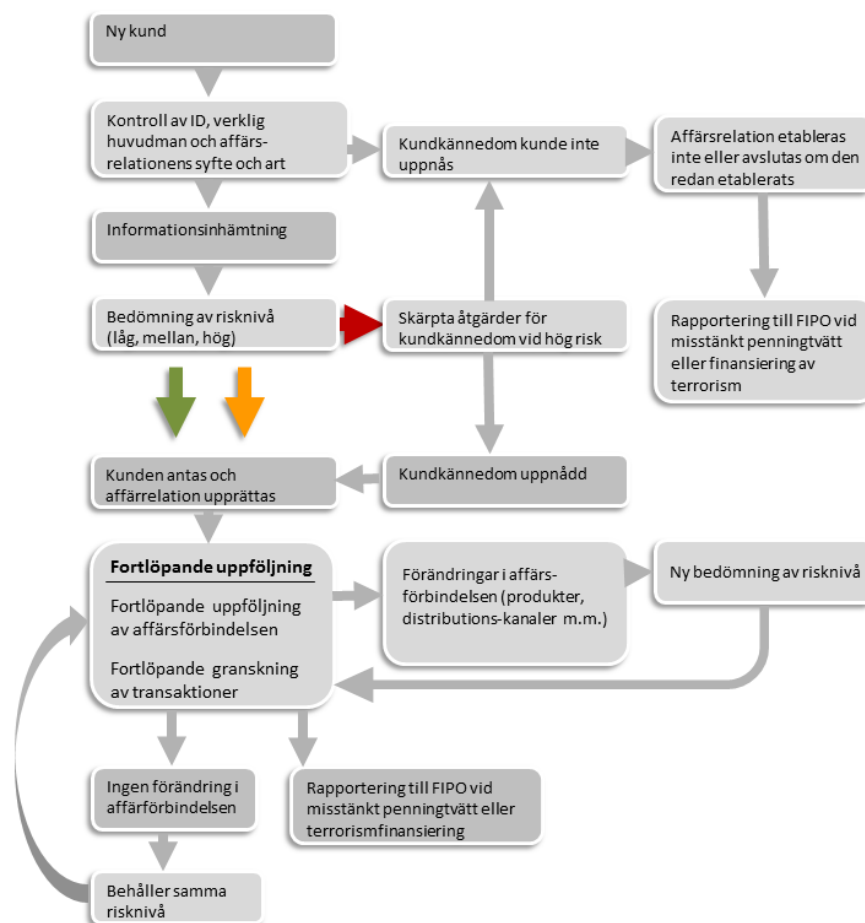 Ny kund
Kontroll av ID, verklig
huvudman och affärs-
relationens syfte och art
Kundkännedom kunde inte
uppnås
Affärsrelation etableras
inte eller avslutas om den
redan etablerats
Informationsinhämtning
Bedömning av risknivå
(låg, mellan, hög)
Skärpta åtgärder för
kundkännedom vid hög risk
Rapportering till FIPO vid
misstänkt penningtvätt
eller finansiering av
terrorism
Kunden antas och
affärrelation upprättas
Kundkännedom uppnådd
Fortlöpande uppföljning
Fortlöpande uppföljning
av affärsförbindelsen
Fortlöpande granskning
av transaktioner
Förändringar i affärs-
förbindelsen (produkter,
distributions-kanaler m.m.)
Ny bedömning av risknivå
Ingen förändring i
affärförbindelsen
Rapportering till FIPO vid
misstänkt penningtvätt eller
terrorismfinansiering
Behåller samma
risknivå